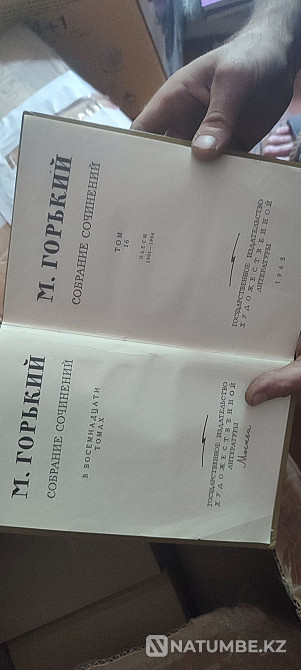 М. ГОРЬКИЙ
СОБРАНИЕ СОЧИНЕНИЙ
В ВОСЕМНАДЦАТИ
ТОМАХ
ГОСУДАРСТВЕННОЕ ИЗДАТЕЛЬСТВО
ХУДОЖЕСТВЕННОЙ
ЛИТЕРАТУРЫ
Москва
М. ГОРЬКИЙ
СОБРАНИЕ СОЧИНЕНИЙ
ТОМ
16
ПЬЕСЫ
ГОСУДАРСТВЕННОЕ ИЗДАТЕЛЬСТВО
ХУДОЖЕСТВЕННОЙ
ЛИТЕРАТУРЫ
1963
NATUMBE.KZ